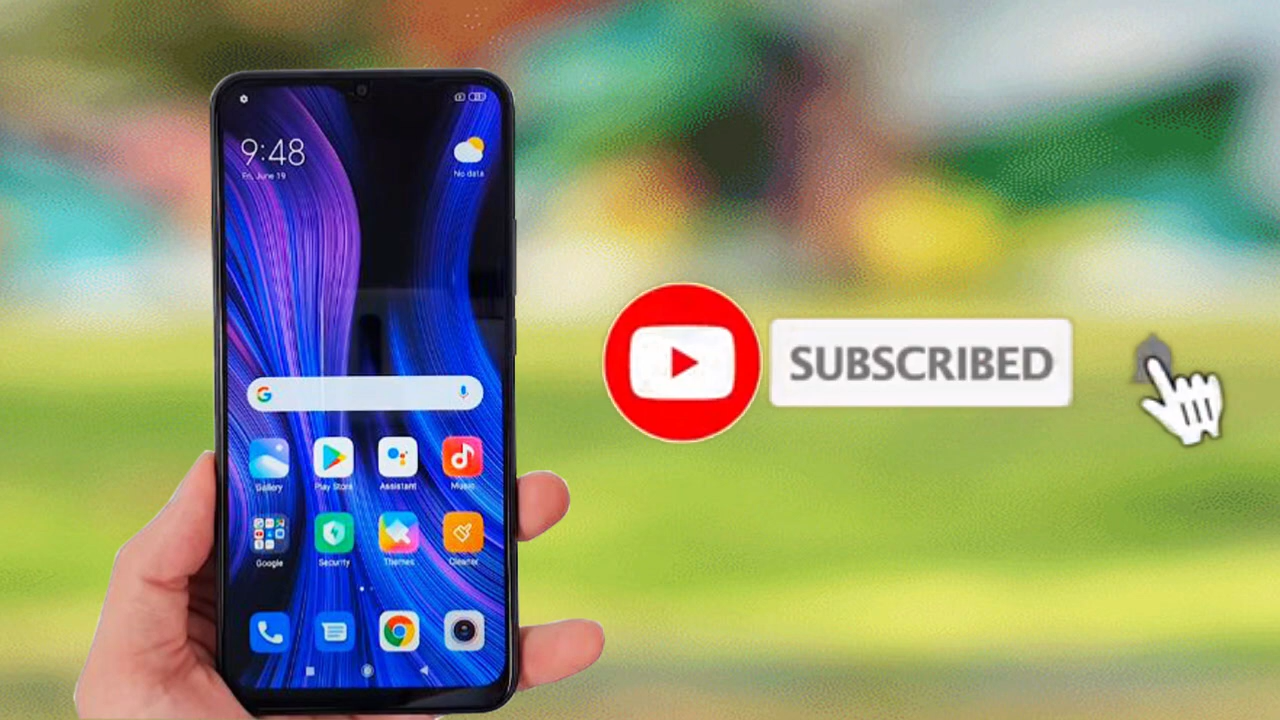 9:48
Fri, June 19
No data
Gallery
Play Store
Assistant
Music
Google
Security
Themes
Cleaner
SUBSCRIBED